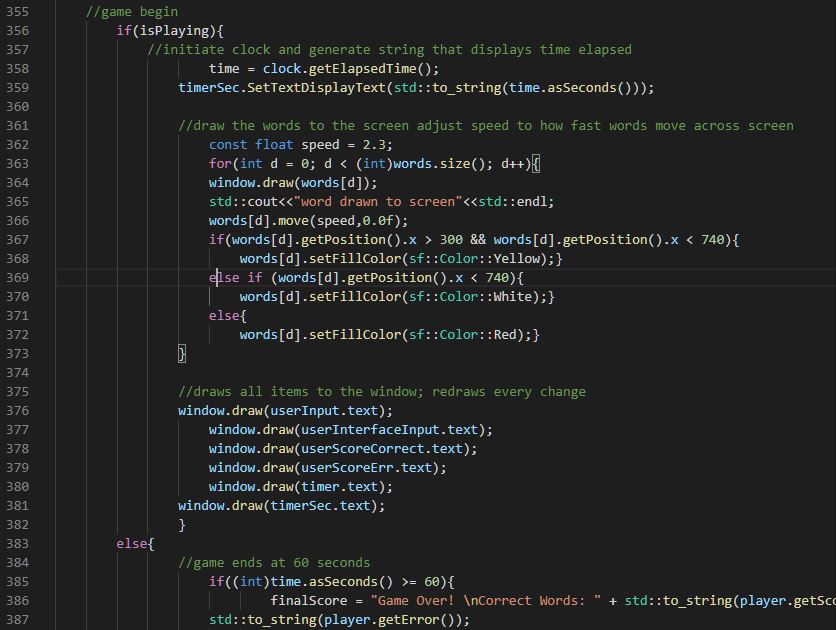 355 //game begin
356 if(isPlaying){
357 //initiate clock and generate string that displays time elapsed
358 time = clock.getElapsedTime();
359 timerSec.SetTextDisplayText(std::to_string(time.asSeconds()));
360
361 //draw the words to the screen adjust speed to how fast words move across screen
362 const float speed = 2.3;
363 for(int d = 0; d < (int)words.size(); d++){
364 window.draw(words[d]);
365 std::cout<<"word drawn to screen"<<std::endl;
366 words[d].move(speed,0.0f);
367 if(words[d].getPosition().x > 300 && words[d].getPosition().x < 740){
368 words[d].setFillColor(sf::Color::Yellow);}
369 else if (words[d].getPosition().x < 740){
370 words[d].setFillColor(sf::Color::White);}
371 else{
372 words[d].setFillColor(sf::Color::Red);}
373 }
374
375 //draws all items to the window; redraws every change
376 window.draw(userInput.text);
377 window.draw(userInterfaceInput.text);
378 window.draw(userScoreCorrect.text);
379 window.draw(userScoreErr.text);
380 window.draw(timer.text);
381 window.draw(timerSec.text);
382 }
383 else{
384 //game ends at 60 seconds
385 if((int)time.asSeconds() >= 60){
386 finalScore = "Game Over! \nCorrect Words: " + std::to_string(player.getSco
387 std::to_string(player.getError());